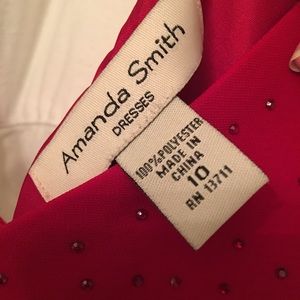 Amanda Smith
DRESSES
100%POLYESTER
MADE IN
CHINA
10
RN 13711